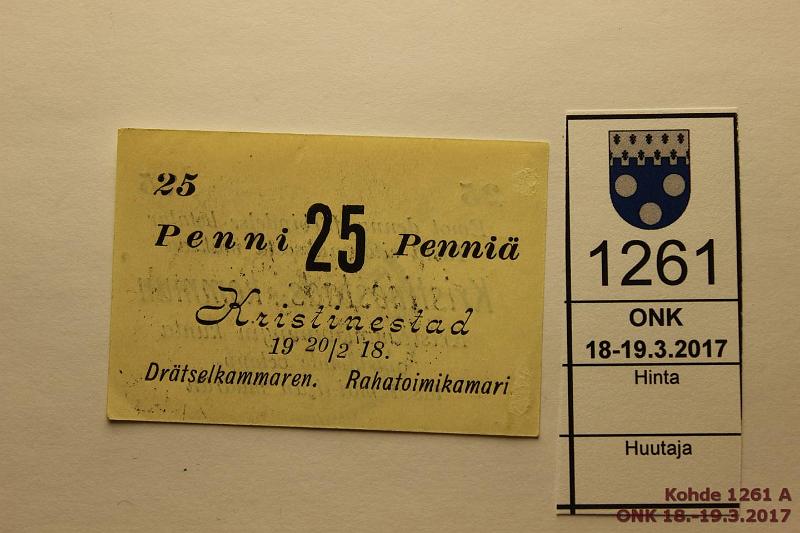 25
Penni 25 Penniä
Kristinestad
19 20/2 18.
Drätselkammaren. Rahatoimikamari
1261
ONK
18-19.3.2017
Hinta
Huutaja
Kohde 1261 A
ONK 18.-19.3.2017